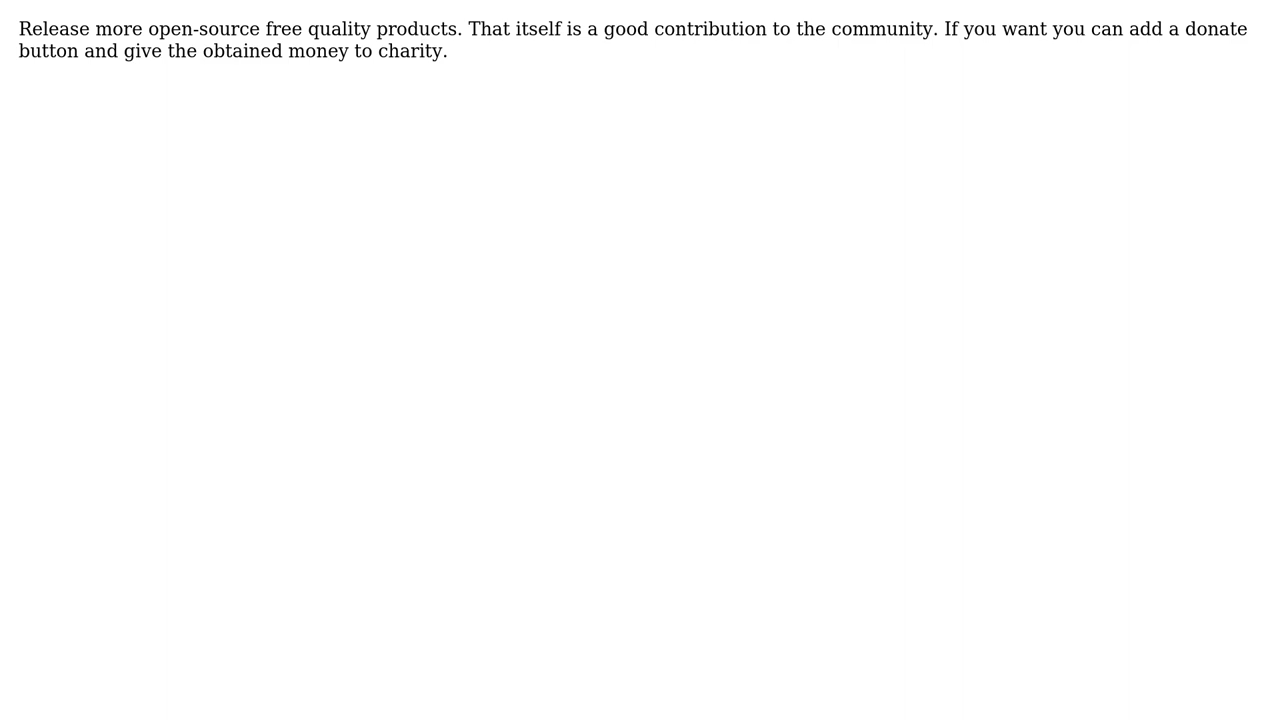 Release more open-source free quality products. That itself is a good contribution to the community. If you want you can add a donate
button and give the obtained money to charity.